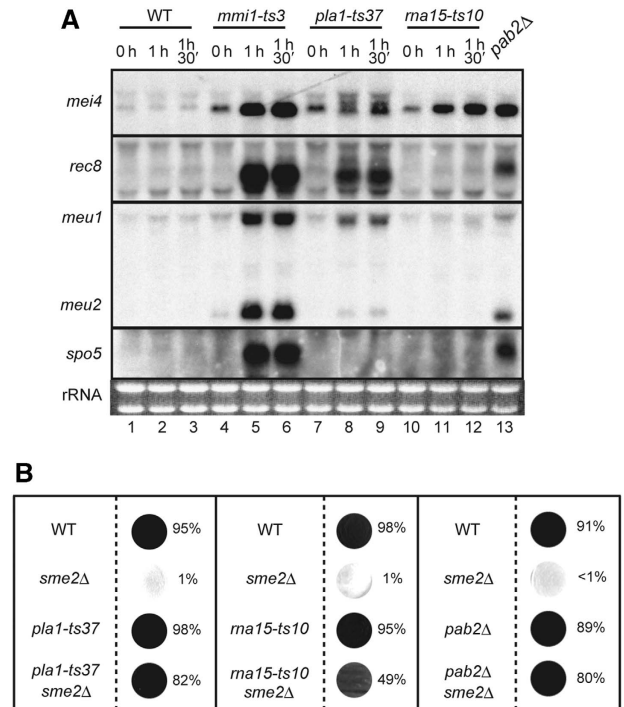 A
WT mmi1-ts3 pla1-ts37 rna15-ts10 pab2Δ
0 h 1 h 1 h 30′ 0 h 1 h 1 h 30′ 0 h 1 h 1 h 30′ 0 h 1 h 1 h 30′
mei4
rec8
meu1
meu2
spo5
rRNA
1 2 3 4 5 6 7 8 9 10 11 12 13
B
WT 95% WT 98% WT 91%
sme2Δ 1% sme2Δ 1% sme2Δ <1%
pla1-ts37 98% rna15-ts10 95% pab2Δ 89%
pla1-ts37 sme2Δ 82% rna15-ts10 sme2Δ 49% pab2Δ sme2Δ 80%